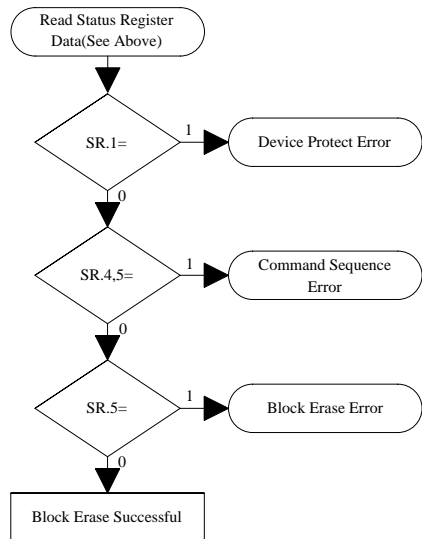 Read Status Register
Data(See Above)
SR.1=
1
Device Protect Error
0
SR.4,5=
1
Command Sequence
Error
0
SR.5=
1
Block Erase Error
0
Block Erase Successful